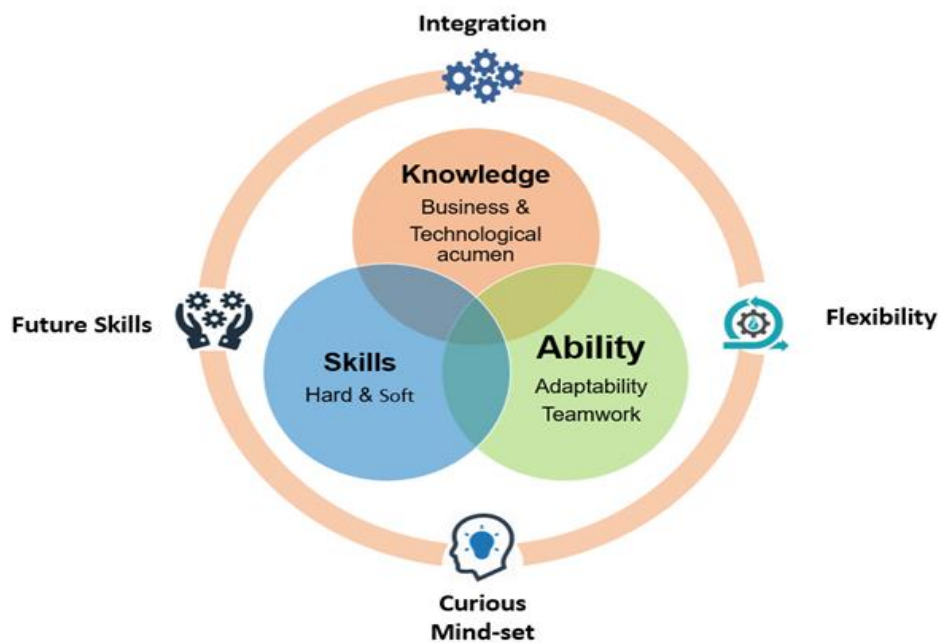 Integration
Knowledge
Business &
Technological
acumen
Future Skills
Flexibility
Skills
Hard & Soft
Ability
Adaptability
Teamwork
Curious
Mind-set